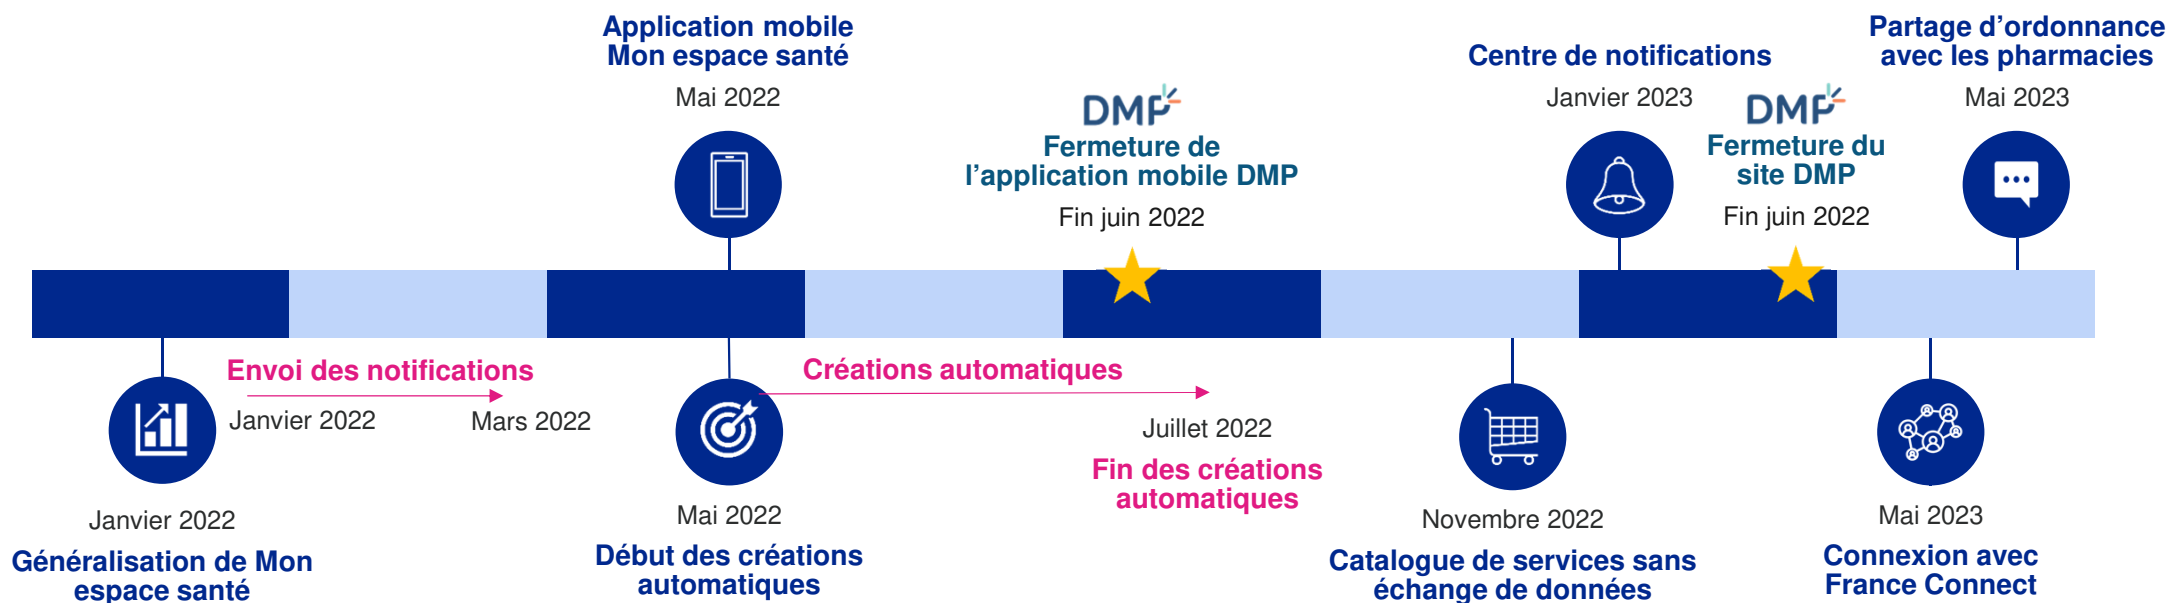 Application mobile
Mon espace santé
Mai 2022
DMP
Fermeture de
l’application mobile DMP
Fin juin 2022
Centre de notifications
Janvier 2023
DMP
Fermeture du
site DMP
Fin juin 2022
Partage d’ordonnance
avec les pharmacies
Mai 2023
Envoi des notifications
Janvier 2022
Mars 2022
Créations automatiques
Juillet 2022
Fin des créations
automatiques
Janvier 2022
Généralisation de Mon
espace santé
Mai 2022
Début des créations
automatiques
Novembre 2022
Catalogue de services sans
échange de données
Mai 2023
Connexion avec
France Connect